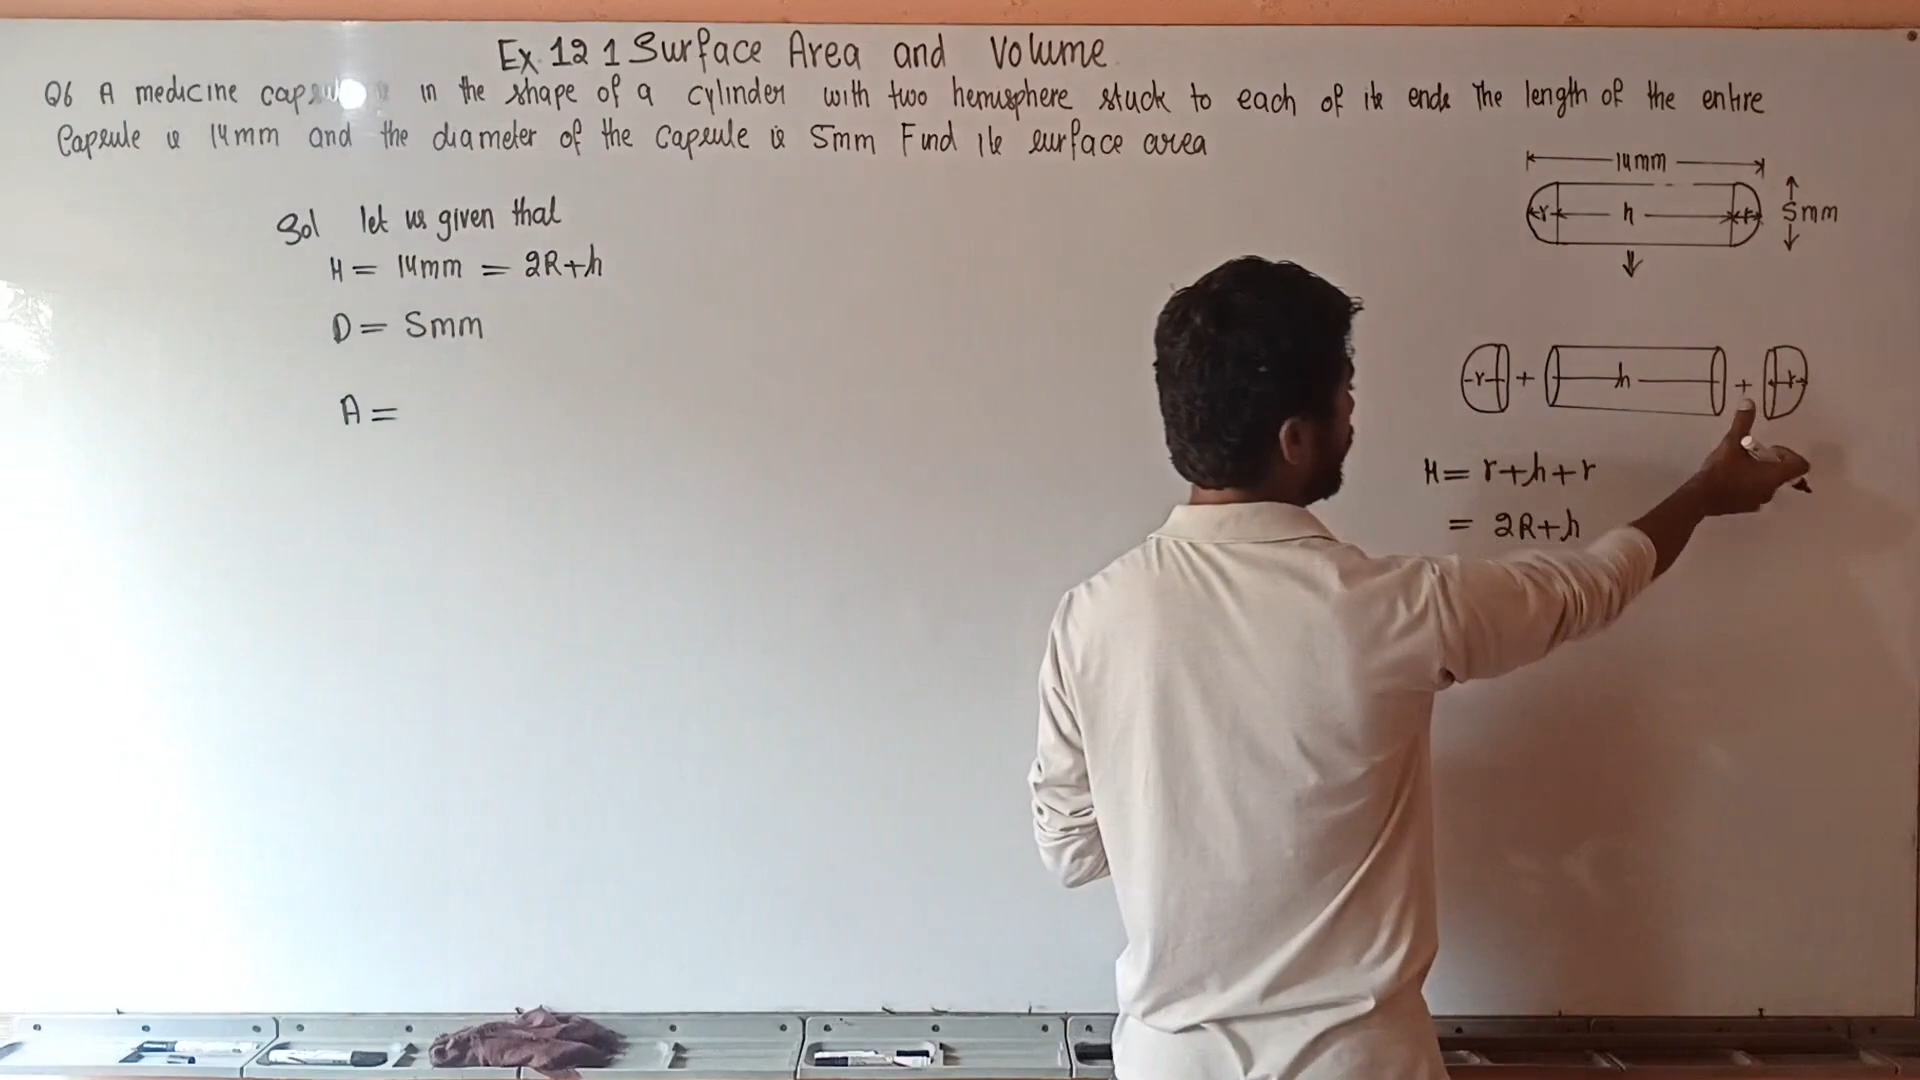 Ex. 12 1 Surface Area and Volume
Q6 A medicine in the shape of a cylinder with two hemisphere stuck to each of its ends The length of the entire
Capsule is 14mm and the diameter of the capsule is 5mm Find its surface area
14mm
r h r 5mm
Sol let us given that
H = 14mm = 2R+h
D = 5mm
A =
r + h + r
H = r+h+r
= 2R+h